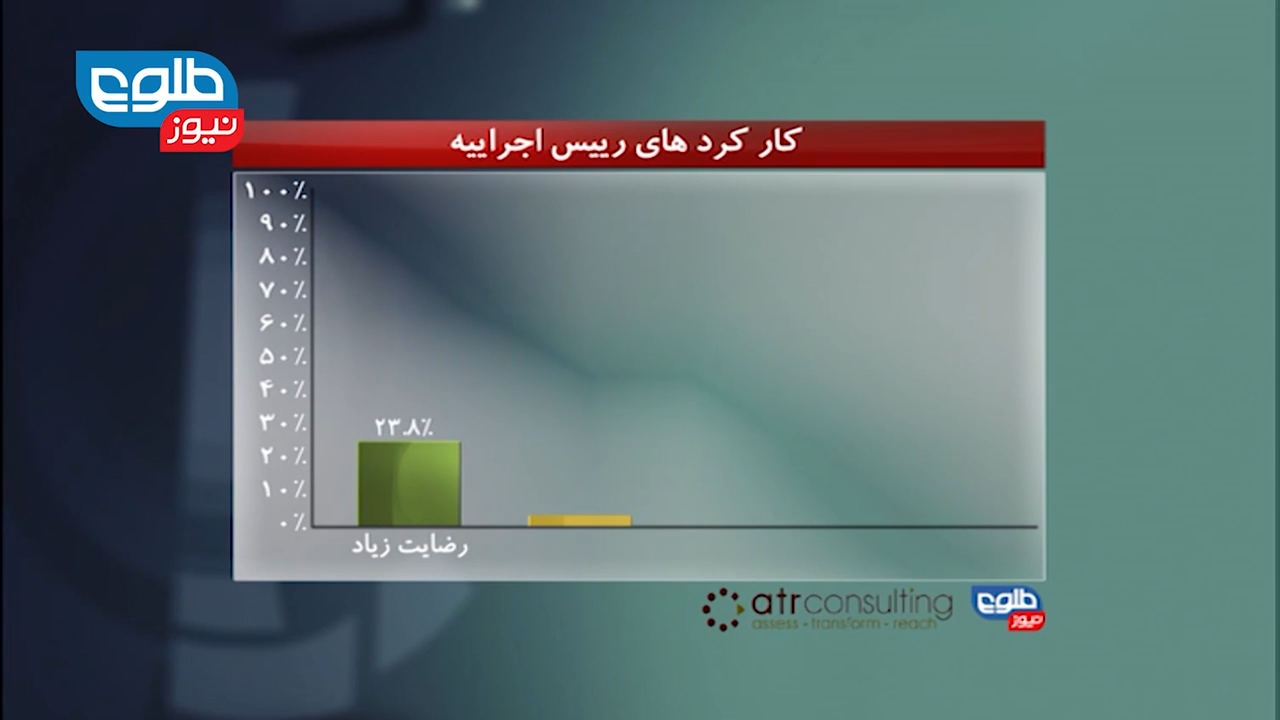 طلوع
نیوز
کار کرد های رییس اجراییه
۱۰۰٪
۹۰٪
۸۰٪
۷۰٪
۶۰٪
۵۰٪
۴۰٪
۳۰٪
۲۰٪
۱۰٪
۰٪
۲۳.۸٪
رضایت زیاد
atrconsulting
assess - transform - reach
طلوع
نیوز